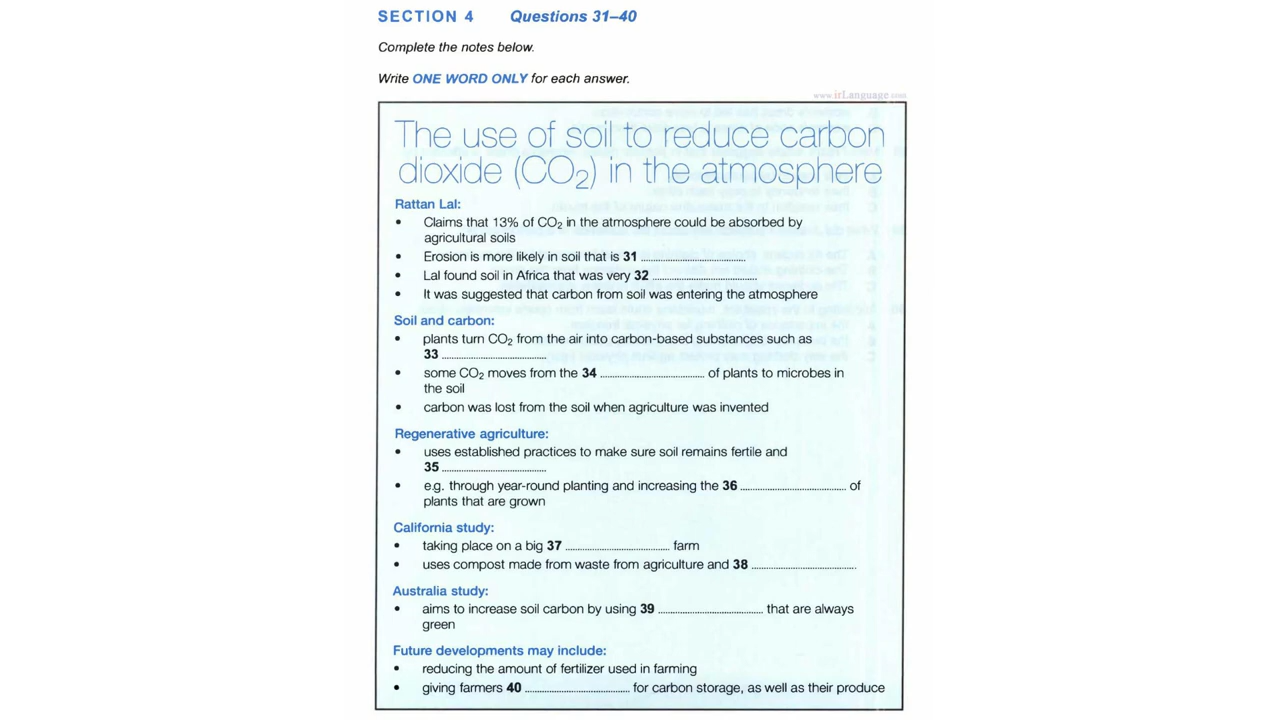 SECTION 4 Questions 31–40
Complete the notes below.
Write ONE WORD ONLY for each answer.
www.irLanguage.com
The use of soil to reduce carbon
dioxide (CO₂) in the atmosphere
Rattan Lal:
• Claims that 13% of CO₂ in the atmosphere could be absorbed by
agricultural soils
• Erosion is more likely in soil that is 31 ....................................
• Lal found soil in Africa that was very 32 ....................................
• It was suggested that carbon from soil was entering the atmosphere
Soil and carbon:
• plants turn CO₂ from the air into carbon-based substances such as
33 ....................................
• some CO₂ moves from the 34 .................................... of plants to microbes in
the soil
• carbon was lost from the soil when agriculture was invented
Regenerative agriculture:
• uses established practices to make sure soil remains fertile and
35 ....................................
• e.g. through year-round planting and increasing the 36 .................................... of
plants that are grown
California study:
• taking place on a big 37 .................................... farm
• uses compost made from waste from agriculture and 38 ....................................
Australia study:
• aims to increase soil carbon by using 39 .................................... that are always
green
Future developments may include:
• reducing the amount of fertilizer used in farming
• giving farmers 40 .................................... for carbon storage, as well as their produce